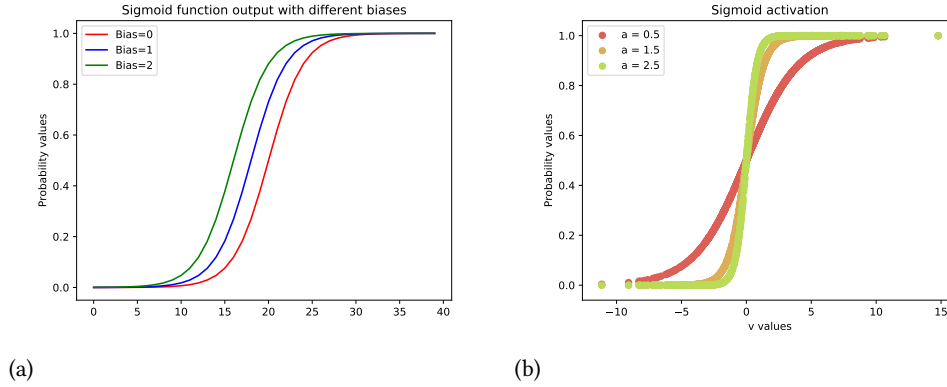 Sigmoid function output with different biases
Bias=0
Bias=1
Bias=2
Probability values
1.0
0.8
0.6
0.4
0.2
0.0
0 5 10 15 20 25 30 35 40
(a)
Sigmoid activation
a = 0.5
a = 1.5
a = 2.5
Probability values
1.0
0.8
0.6
0.4
0.2
0.0
−10 −5 0 5 10 15
v values
(b)